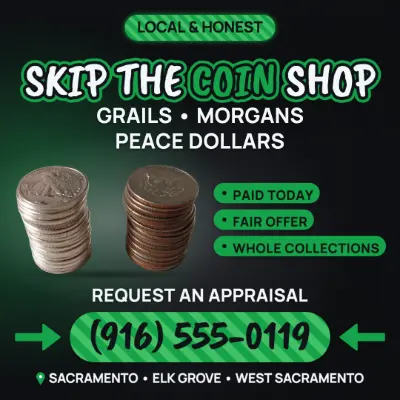 LOCAL & HONEST
SKIP THE COIN SHOP
GRAILS • MORGANS
PEACE DOLLARS
• PAID TODAY
• FAIR OFFER
• WHOLE COLLECTIONS
REQUEST AN APPRAISAL
(916) 555-0119
SACRAMENTO • ELK GROVE • WEST SACRAMENTO